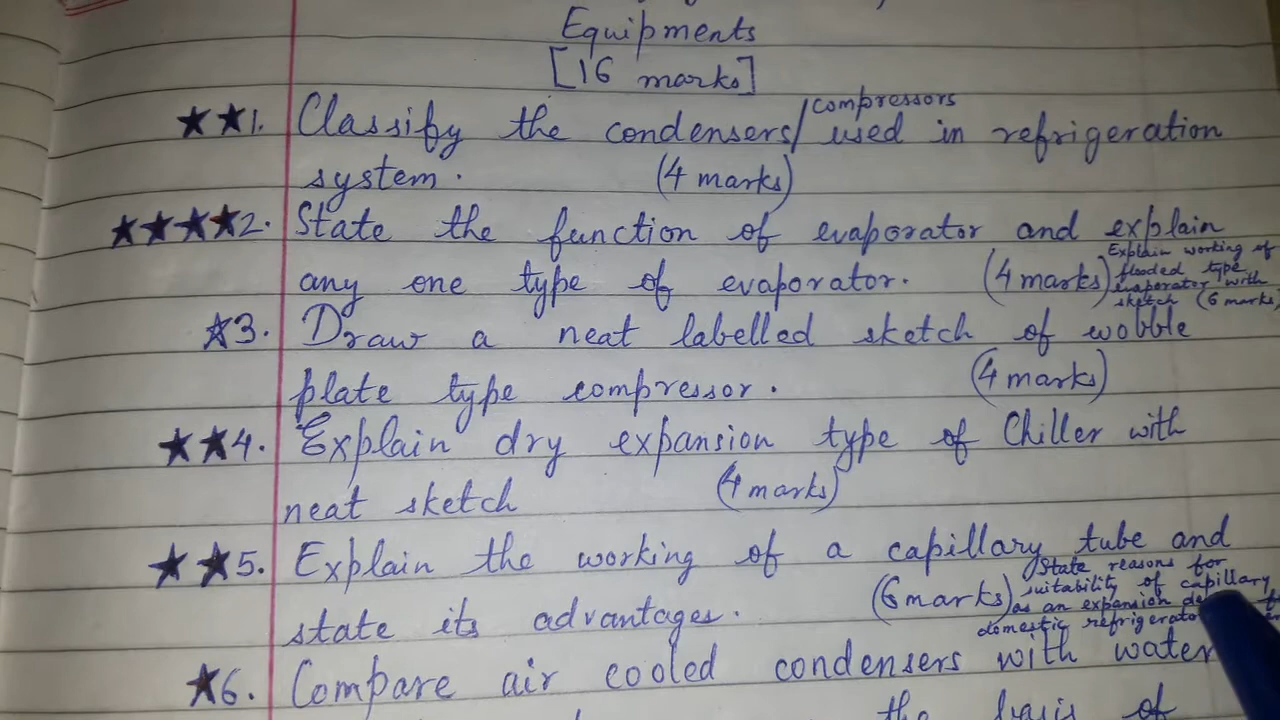 Equipments
[16 marks]
★★1. Classify the condensers/compressors used in refrigeration
system. (4 marks)
★★★★2. State the function of evaporator and explain
any one type of evaporator. (4 marks) Explain working of
flooded type
evaporator with
sketch (6 marks)
★3. Draw a neat labelled sketch of wobble
plate type compressor. (4 marks)
★★4. Explain dry expansion type of Chiller with
neat sketch (4 marks)
★★5. Explain the working of a capillary tube and
state its advantages. (6 marks) State reasons for
suitability of capillary
as an expansion
domestic refrigerator
★6. Compare air cooled condensers with water
the basis of